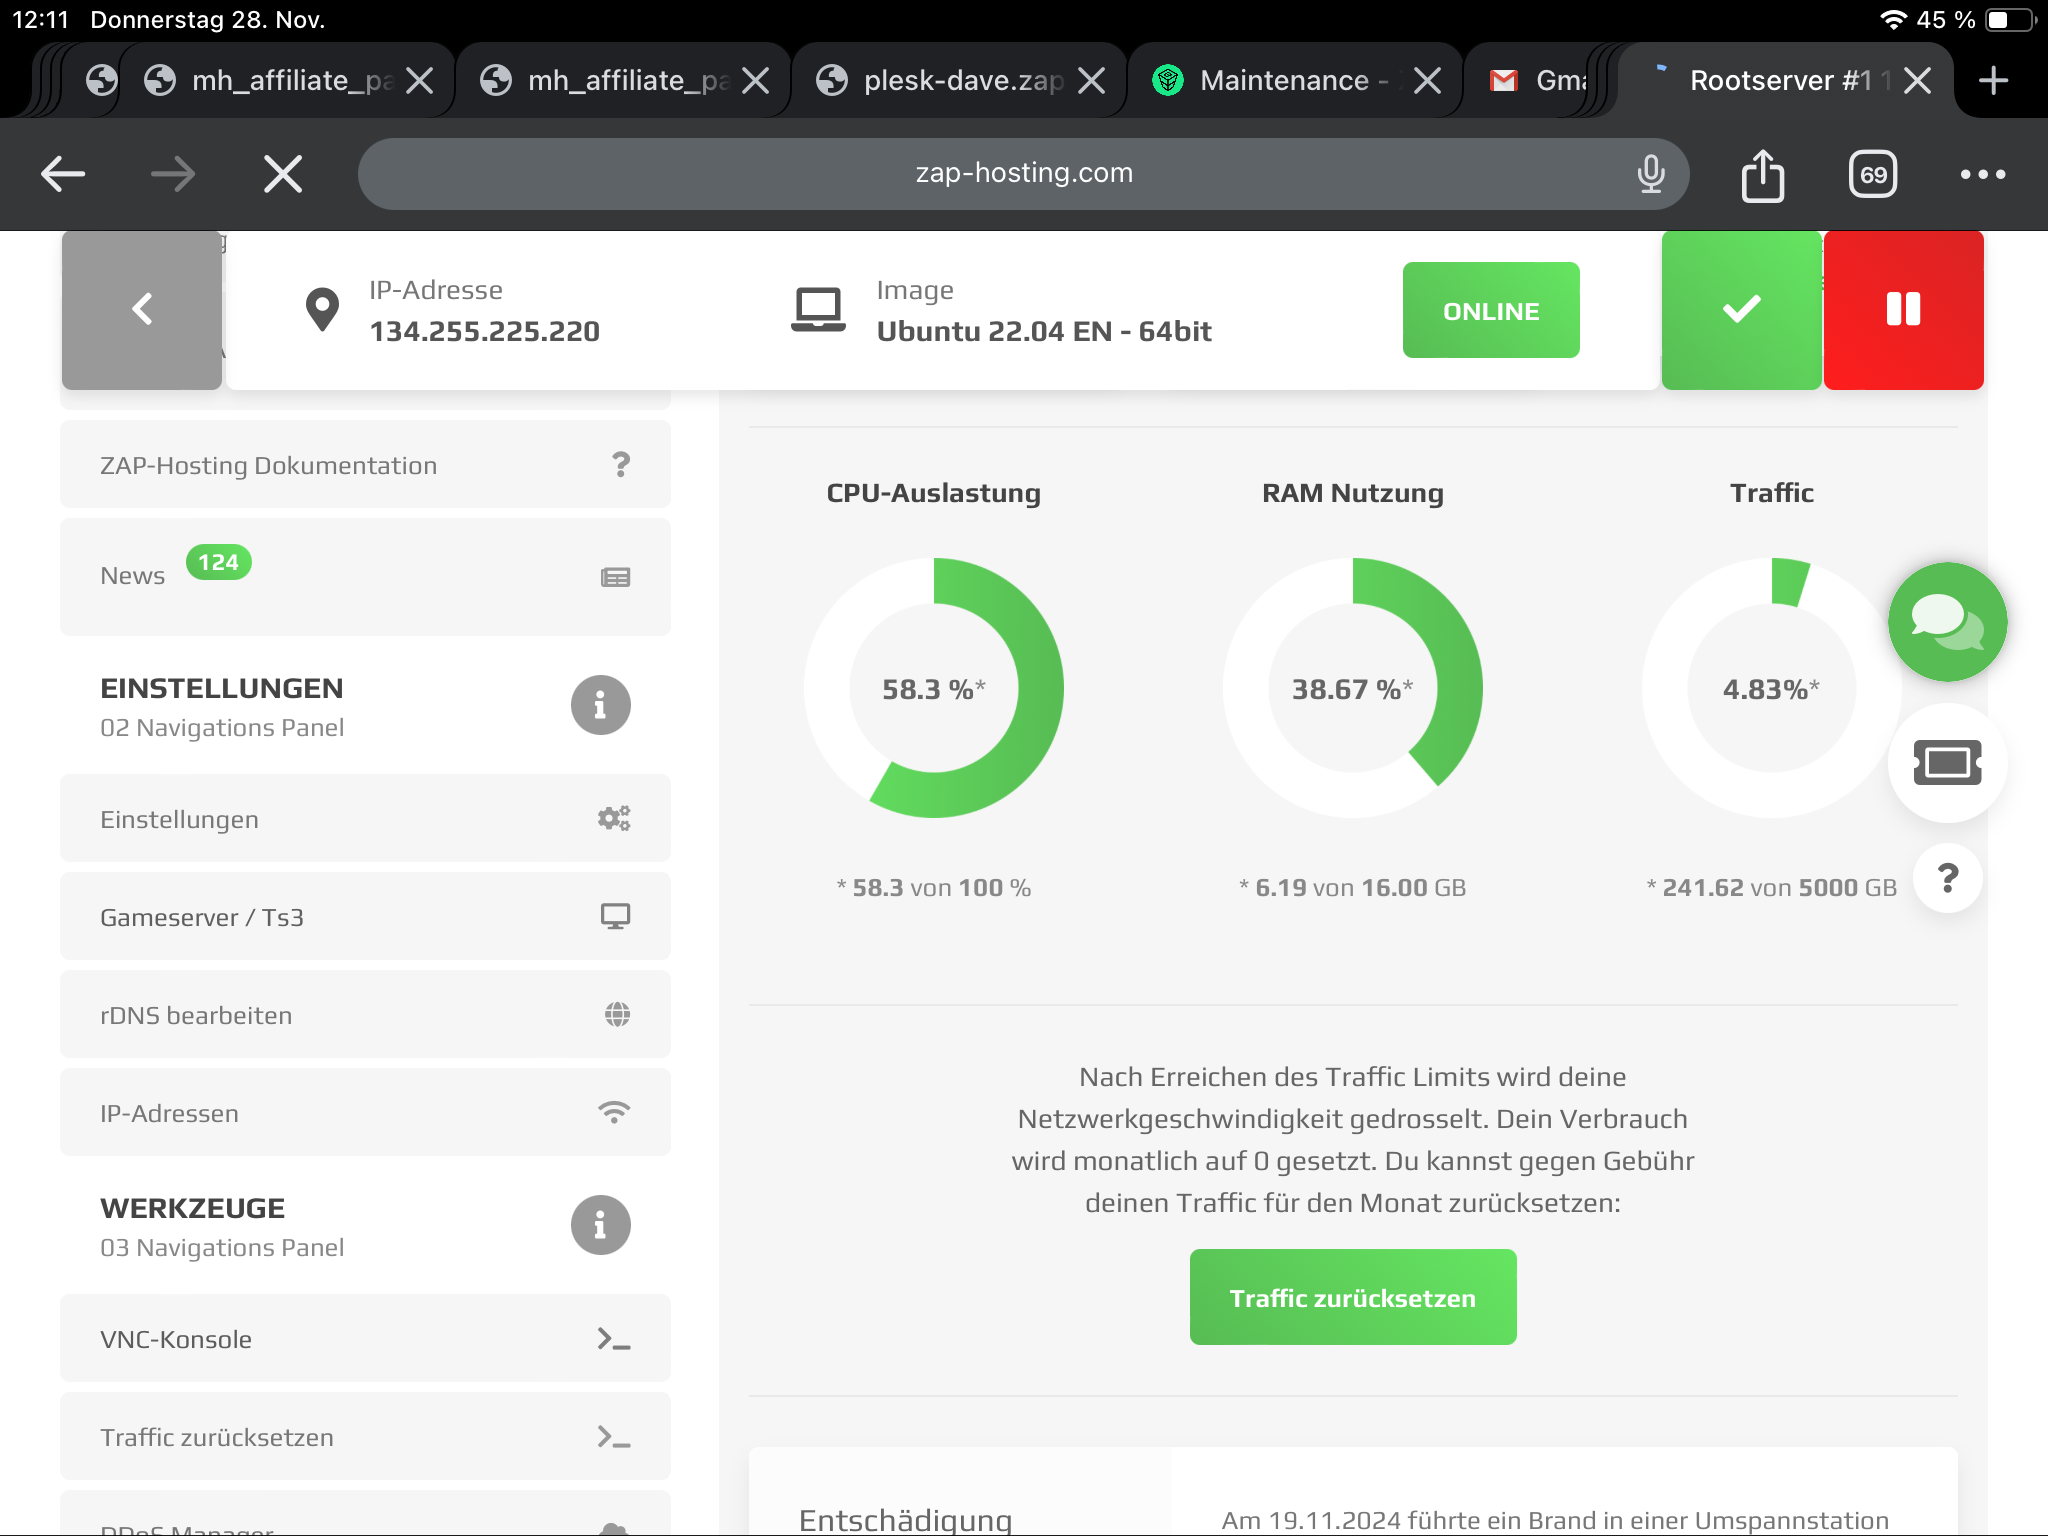 12:11 Donnerstag 28. Nov.
45 %
mh_affiliate_pa
mh_affiliate_pa
plesk-dave.zap
Maintenance -
Gma
Rootserver #1 1
zap-hosting.com
69
IP-Adresse
134.255.225.220
Image
Ubuntu 22.04 EN - 64bit
ONLINE
ZAP-Hosting Dokumentation
News 124
EINSTELLUNGEN
02 Navigations Panel
Einstellungen
Gameserver / Ts3
rDNS bearbeiten
IP-Adressen
WERKZEUGE
03 Navigations Panel
VNC-Konsole
Traffic zurücksetzen
DDoS Manager
CPU-Auslastung
58.3 %*
* 58.3 von 100 %
RAM Nutzung
38.67 %*
* 6.19 von 16.00 GB
Traffic
4.83%*
* 241.62 von 5000 GB
Nach Erreichen des Traffic Limits wird deine
Netzwerkgeschwindigkeit gedrosselt. Dein Verbrauch
wird monatlich auf 0 gesetzt. Du kannst gegen Gebühr
deinen Traffic für den Monat zurücksetzen:
Traffic zurücksetzen
Entschädigung
Am 19.11.2024 führte ein Brand in einer Umspannstation